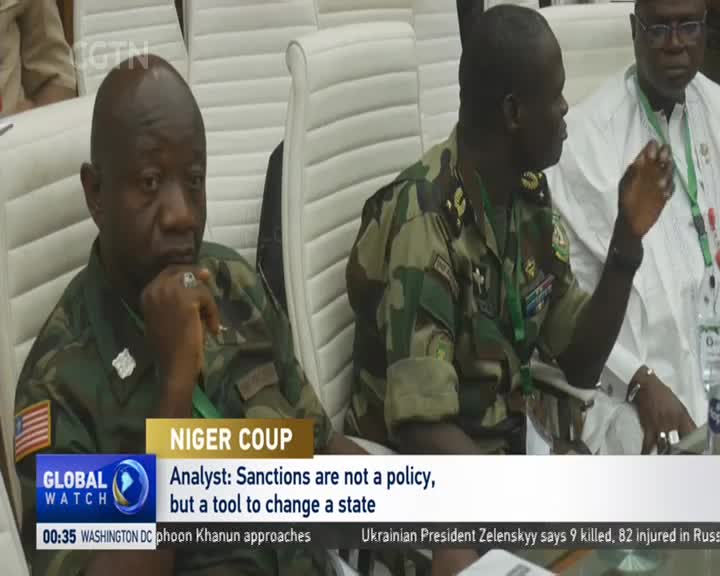 CGTN
NIGER COUP
Analyst: Sanctions are not a policy,
but a tool to change a state
GLOBAL
WATCH
00:35 WASHINGTON DC
phoon Khanun approaches
Ukrainian President Zelenskyy says 9 killed, 82 injured in Russ